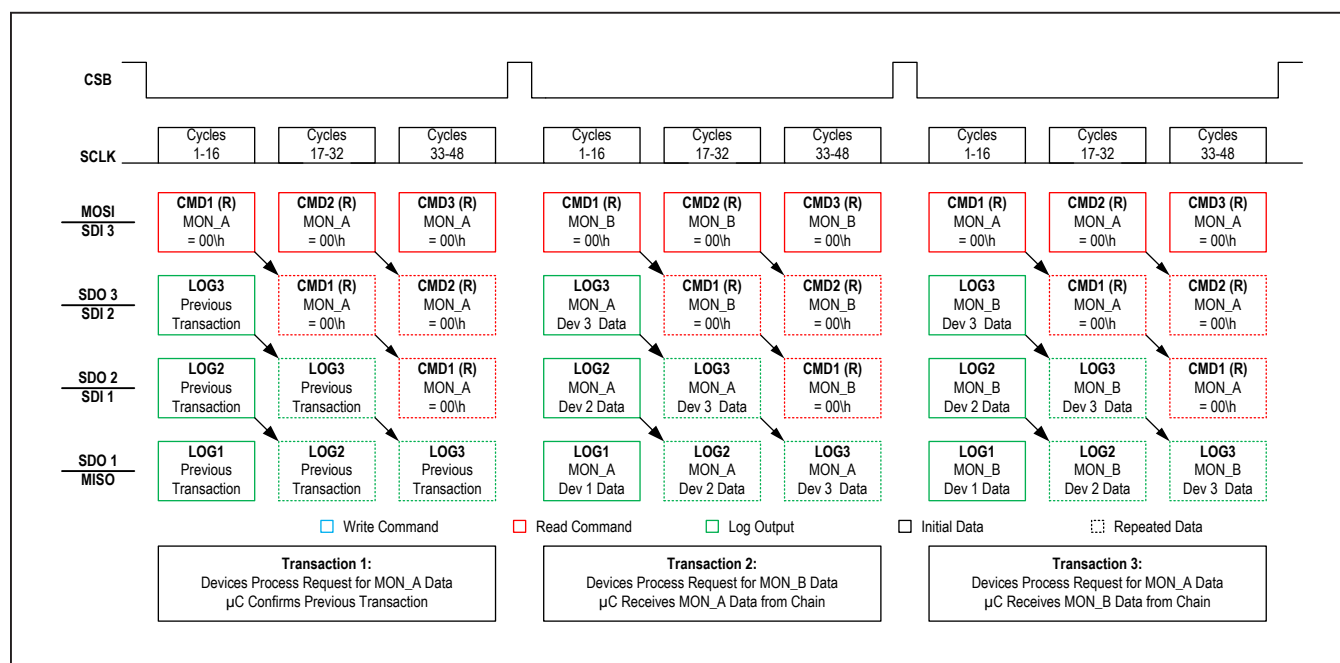 CSB
SCLK
Cycles
1-16
Cycles
17-32
Cycles
33-48
Cycles
1-16
Cycles
17-32
Cycles
33-48
Cycles
1-16
Cycles
17-32
Cycles
33-48
MOSI
SDI 3
CMD1 (R)
MON_A
= 00\h
CMD2 (R)
MON_A
= 00\h
CMD3 (R)
MON_A
= 00\h
CMD1 (R)
MON_B
= 00\h
CMD2 (R)
MON_B
= 00\h
CMD3 (R)
MON_B
= 00\h
CMD1 (R)
MON_A
= 00\h
CMD2 (R)
MON_A
= 00\h
CMD3 (R)
MON_A
= 00\h
SDO 3
SDI 2
LOG3
Previous
Transaction
CMD1 (R)
MON_A
= 00\h
CMD2 (R)
MON_A
= 00\h
LOG3
MON_A
Dev 3 Data
CMD1 (R)
MON_B
= 00\h
CMD2 (R)
MON_B
= 00\h
LOG3
MON_B
Dev 3 Data
CMD1 (R)
MON_A
= 00\h
CMD2 (R)
MON_A
= 00\h
SDO 2
SDI 1
LOG2
Previous
Transaction
LOG3
Previous
Transaction
CMD1 (R)
MON_A
= 00\h
LOG2
MON_A
Dev 2 Data
LOG3
MON_A
Dev 3 Data
CMD1 (R)
MON_B
= 00\h
LOG2
MON_B
Dev 2 Data
LOG3
MON_B
Dev 3 Data
CMD1 (R)
MON_A
= 00\h
SDO 1
MISO
LOG1
Previous
Transaction
LOG2
Previous
Transaction
LOG3
Previous
Transaction
LOG1
MON_A
Dev 1 Data
LOG2
MON_A
Dev 2 Data
LOG3
MON_A
Dev 3 Data
LOG1
MON_B
Dev 1 Data
LOG2
MON_B
Dev 2 Data
LOG3
MON_B
Dev 3 Data
Write Command
Read Command
Log Output
Initial Data
Repeated Data
Transaction 1:
Devices Process Request for MON_A Data
µC Confirms Previous Transaction
Transaction 2:
Devices Process Request for MON_B Data
µC Receives MON_A Data from Chain
Transaction 3:
Devices Process Request for MON_A Data
µC Receives MON_B Data from Chain